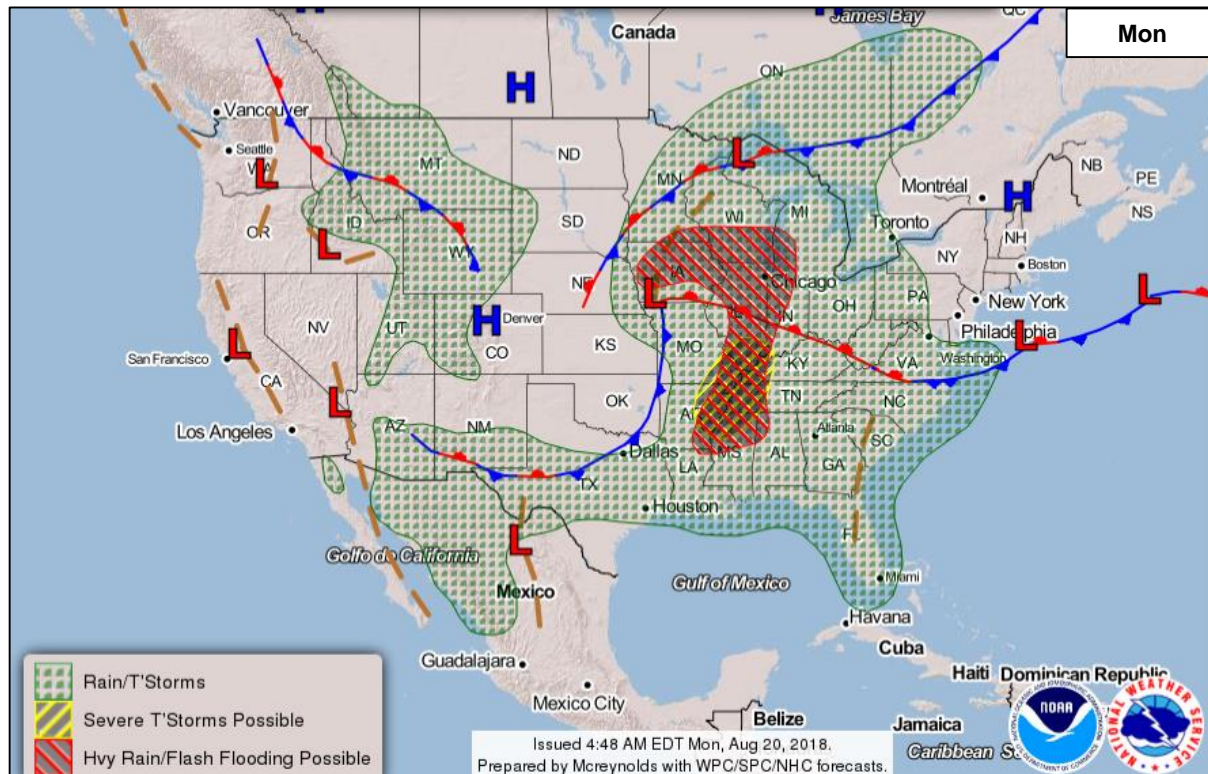 James Bay
QC
Canada
Mon
H
H
H
ON
Vancouver
Seattle
WA
L
MT
ND
MN
L
NB
PE
NS
Montréal
H
OR
ID
L
SD
WI
MI
Toronto
NH
Boston
NY
WY
NE
IA
L
Chicago
PA
New York
L
Philadelphia
L
NV
UT
H
Denver
CO
KS
MO
IL
IN
OH
KY
VA
Washington
San Francisco
L
CA
L
Los Angeles
AZ
NM
OK
TN
NC
Dallas
LA
MS
AL
Atlanta
GA
SC
TX
Houston
L
Golfo de California
Mexico
Gulf of Mexico
Miami
Havana
Cuba
Guadalajara
Mexico City
Belize
Haiti
Dominican Republic
Jamaica
Caribbean
Rain/T'Storms
Severe T'Storms Possible
Hvy Rain/Flash Flooding Possible
Issued 4:48 AM EDT Mon, Aug 20, 2018.
Prepared by Mcreynolds with WPC/SPC/NHC forecasts.
NOAA
NATIONAL WEATHER SERVICE